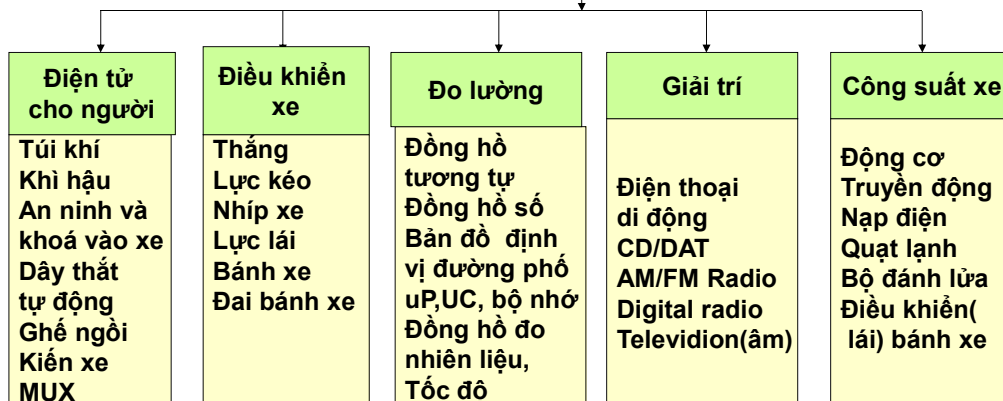 Điện tử
cho người
Túi khí
Khì hậu
An ninh và
khoá vào xe
Dây thắt
tự động
Ghế ngồi
Kiến xe
MUX
Điều khiển
xe
Thắng
Lực kéo
Nhíp xe
Lực lái
Bánh xe
Đai bánh xe
Đo lường
Đồng hồ
tương tự
Đồng hồ số
Bản đồ định
vị đường phố
uP,UC, bộ nhớ
Đồng hồ đo
nhiên liệu,
Tốc độ
Giải trí
Điện thoại
di động
CD/DAT
AM/FM Radio
Digital radio
Televidion(âm)
Công suất xe
Động cơ
Truyền động
Nạp điện
Quạt lạnh
Bộ đánh lửa
Điều khiển(
lái) bánh xe